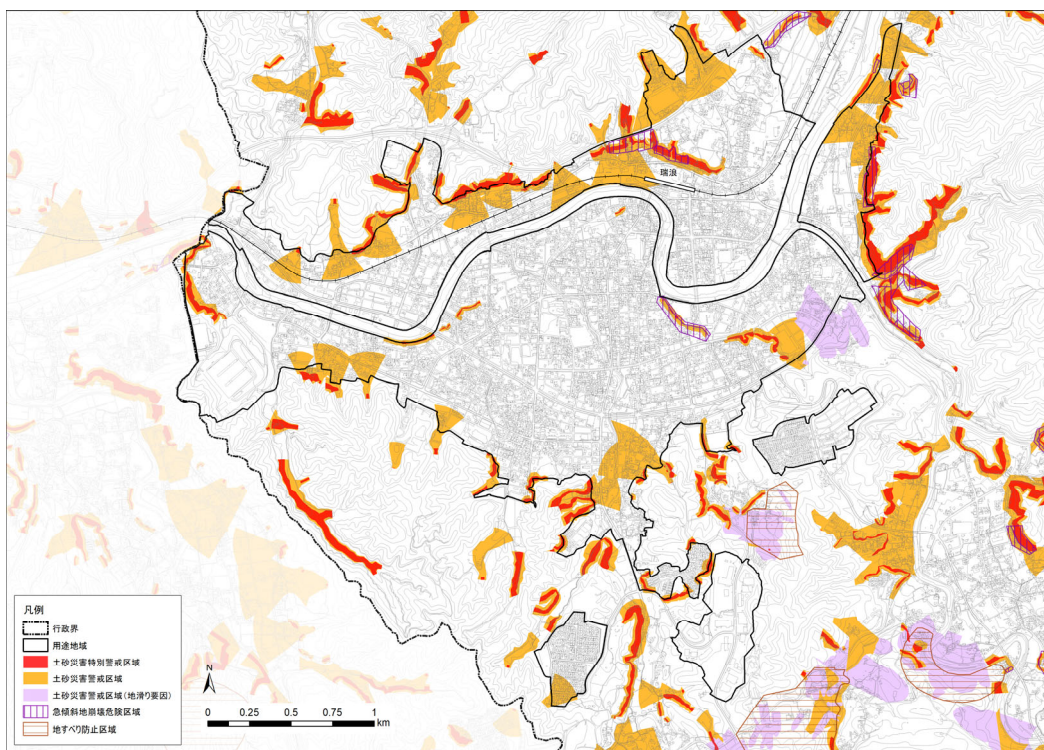 瑞浪
凡例
行政界
用途地域
土砂災害特別警戒区域
土砂災害警戒区域
土砂災害警戒区域(地滑り要因)
急傾斜地崩壊危険区域
地すべり防止区域
N
0 0.25 0.5 0.75 1
km